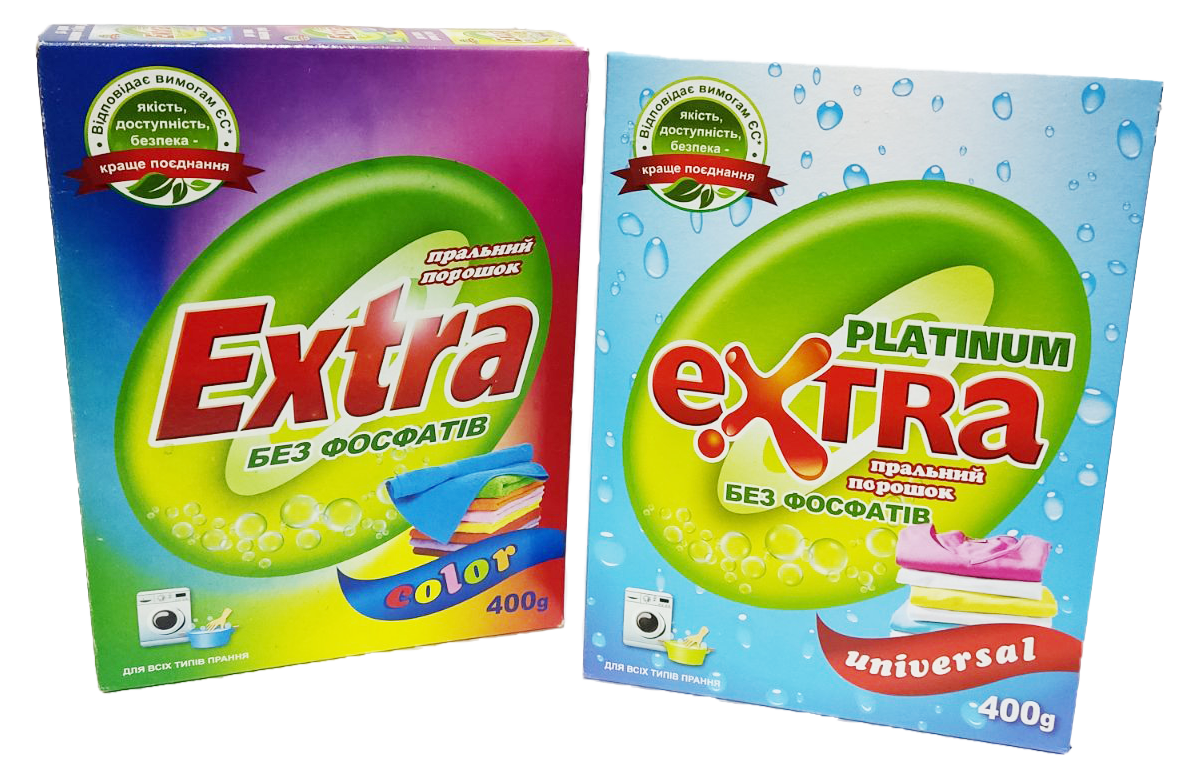 Відповідає вимогам ЄС*
якість,
доступність,
безпека -
краще поєднання
пральний
порошок
Extra
БЕЗ ФОСФАТІВ
color
400g
ДЛЯ ВСІХ ТИПІВ ПРАННЯ
Відповідає вимогам ЄС*
якість,
доступність,
безпека -
краще поєднання
PLATINUM
eXTRa
пральний
порошок
БЕЗ ФОСФАТІВ
universal
400g
ДЛЯ ВСІХ ТИПІВ ПРАННЯ